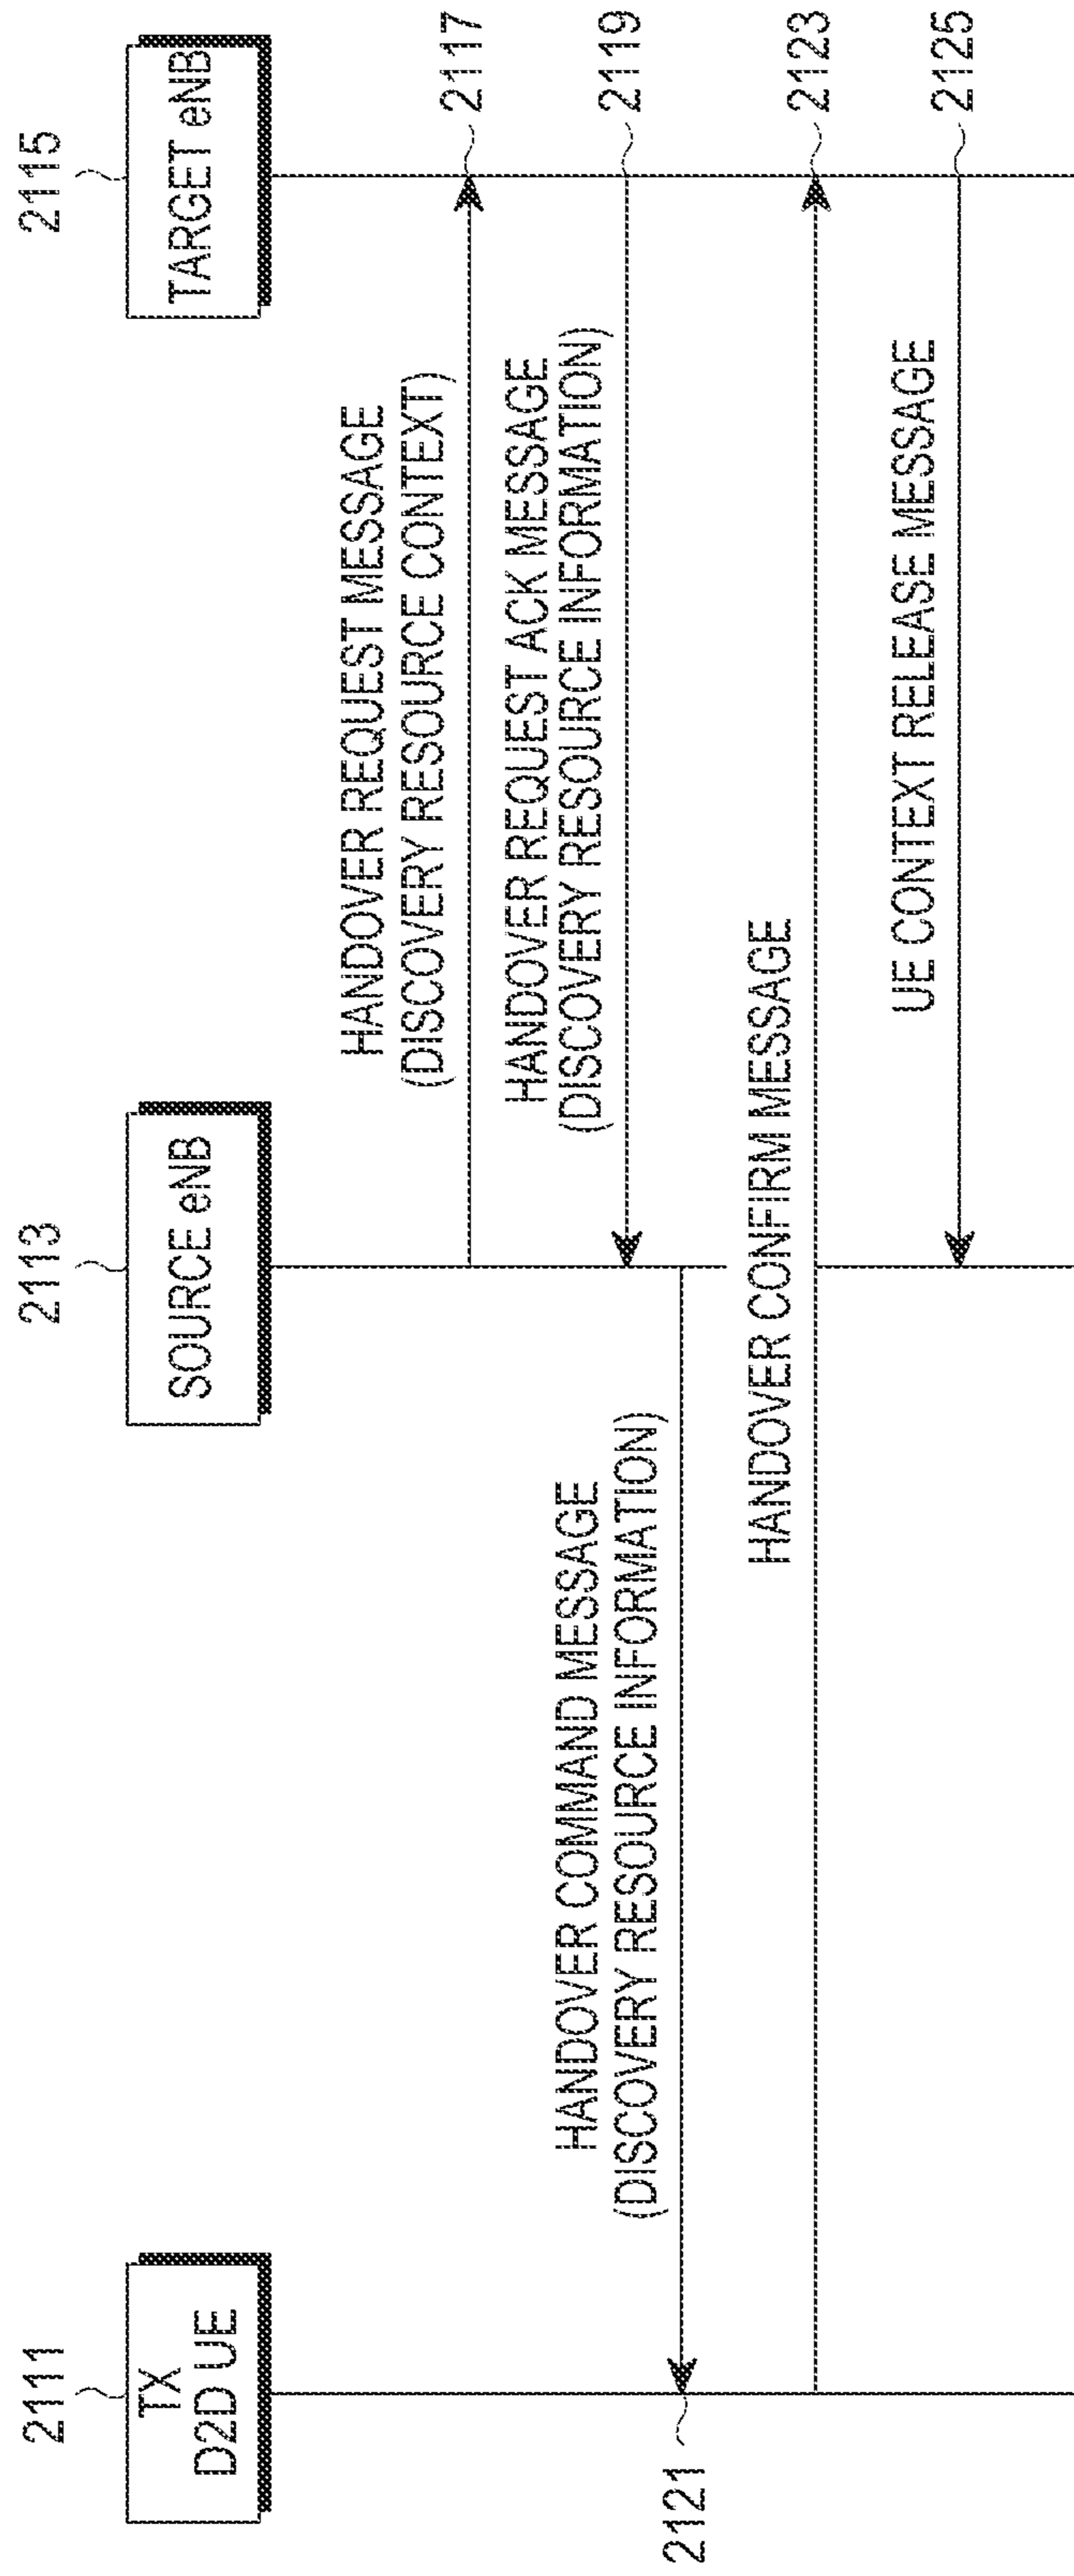 2111
TX
D2D UE
2113
SOURCE eNB
2115
TARGET eNB
HANDOVER REQUEST MESSAGE
(DISCOVERY RESOURCE CONTEXT)
2117
HANDOVER REQUEST ACK MESSAGE
(DISCOVERY RESOURCE INFORMATION)
2119
HANDOVER COMMAND MESSAGE
(DISCOVERY RESOURCE INFORMATION)
2121
HANDOVER CONFIRM MESSAGE
2123
UE CONTEXT RELEASE MESSAGE
2125